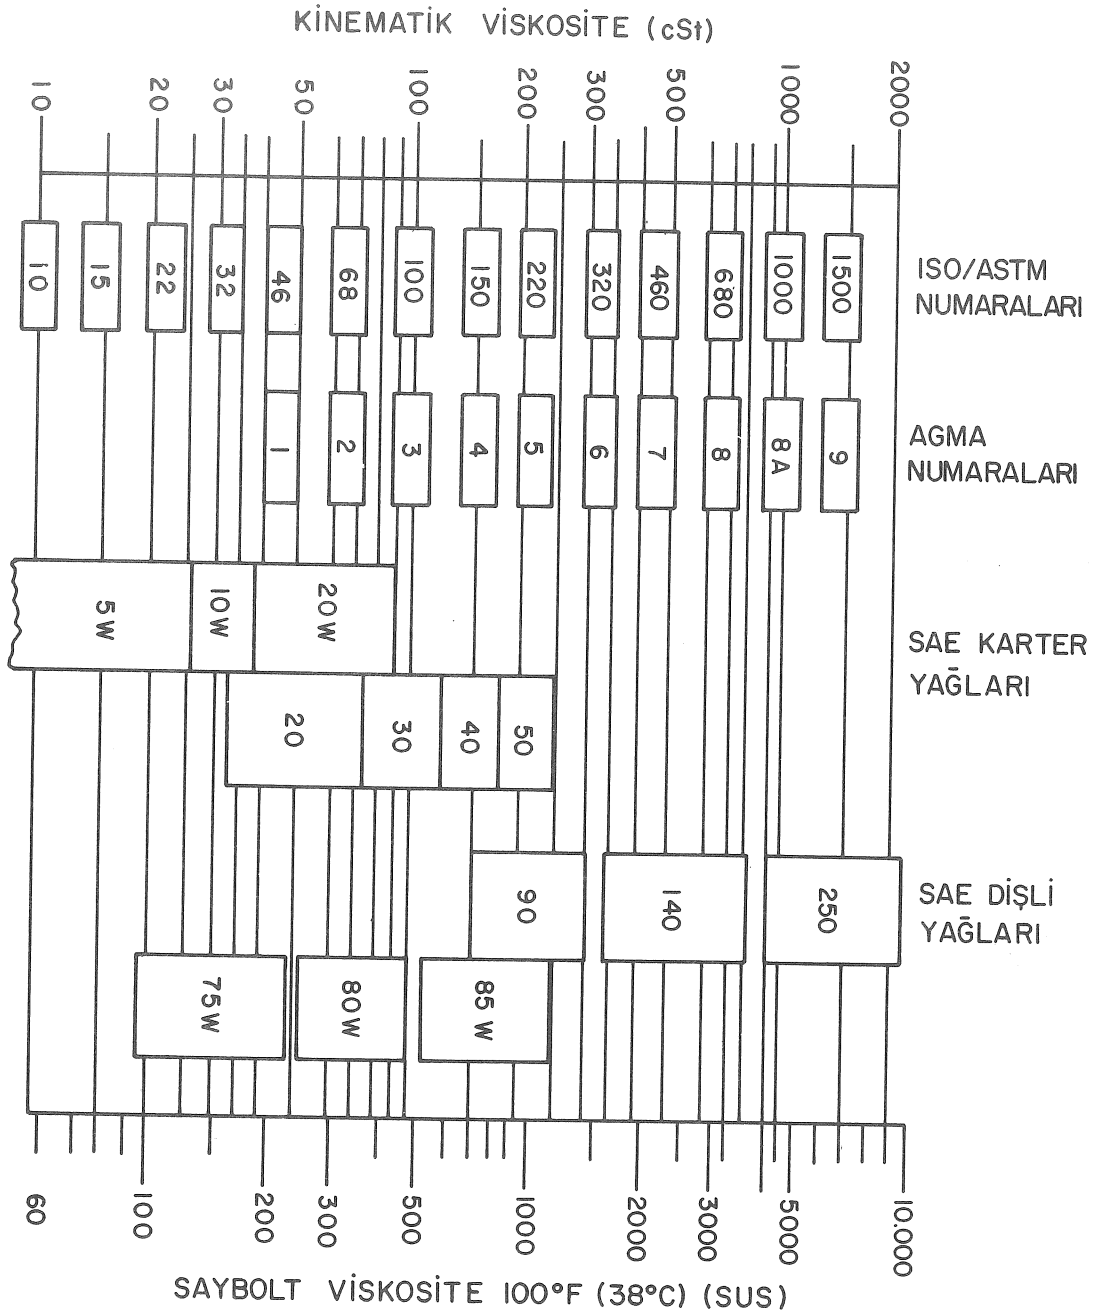 KİNEMATİK VİSKOSİTE (cSt)
10 20 30 50 100 200 300 500 1000 2000
ISO/ASTM
NUMARALARI
10 15 22 32 46 68 100 150 220 320 460 680 1000 1500
AGMA
NUMARALARI
1 2 3 4 5 6 7 8 8A 9
SAE KARTER
YAĞLARI
5W 10W 20W
20 30 40 50
SAE DİŞLİ
YAĞLARI
90 140 250
75W 80W 85W
60 100 200 300 500 1000 2000 3000 5000 10.000
SAYBOLT VİSKOSİTE 100°F (38°C) (SUS)